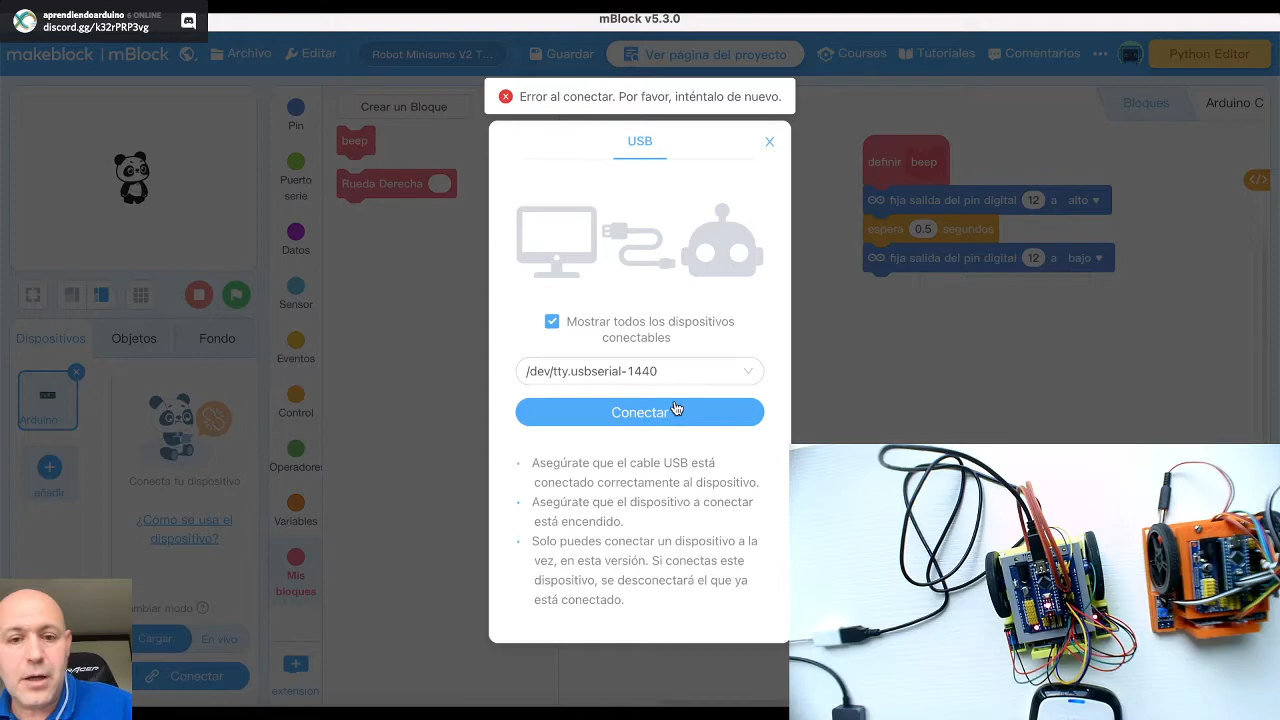 aprendiendoarduino 6 ONLINE
discord.gg/k32rPRP3vg
mBlock v5.3.0
makeblock | mBlock
Archivo
Editar
Robot Minisumo V2 T...
Guardar
Ver página del proyecto
Courses
Tutoriales
Comentarios
Python Editor
Error al conectar. Por favor, inténtalo de nuevo.
Crear un Bloque
beep
Rueda Derecha
Pin
Puerto
serie
Datos
Sensor
Eventos
Control
Operadores
Variables
Mis
bloques
extension
USB
Mostrar todos los dispositivos
conectables
/dev/tty.usbserial-1440
Conectar
Asegúrate que el cable USB está
conectado correctamente al dispositivo.
Asegúrate que el dispositivo a conectar
está encendido.
Solo puedes conectar un dispositivo a la
vez, en esta versión. Si conectas este
dispositivo, se desconectará el que ya
está conectado.
Bloques
Arduino C
definir beep
fija salida del pin digital 12 a alto
espera 0.5 segundos
fija salida del pin digital 12 a bajo
Dispositivos
Objetos
Fondo
Arduino
añadir
Conecta tu dispositivo
¿Cómo se usa el
dispositivo?
ambiar modo
Cargar
En vivo
Conectar